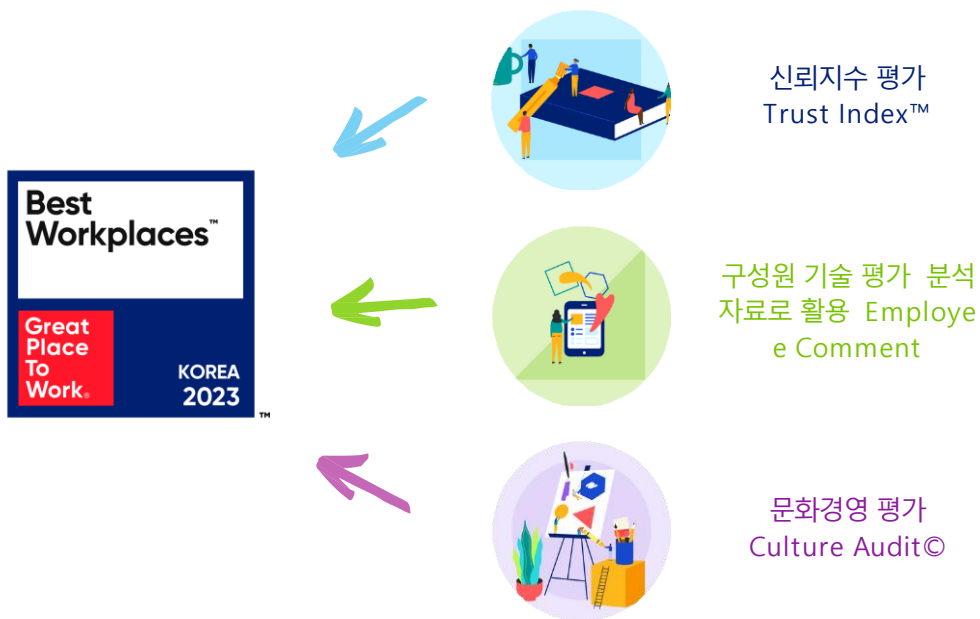 신뢰지수 평가
Trust Index™
Best
Workplaces™
구성원 기술 평가 분석
자료로 활용 Employe
e Comment
Great
Place
To
Work®
KOREA
2023
™
문화경영 평가
Culture Audit©